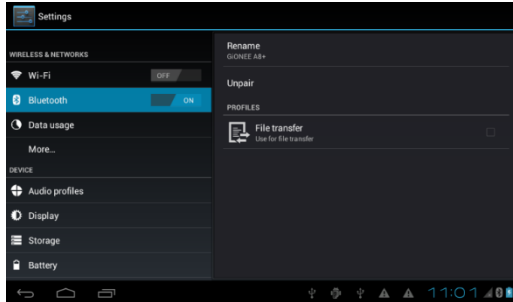 Settings
WIRELESS & NETWORKS
Wi-Fi OFF
Bluetooth ON
Data usage
More...
DEVICE
Audio profiles
Display
Storage
Battery
Rename
GiONEE A8+
Unpair
PROFILES
File transfer
Use for file transfer
11:01